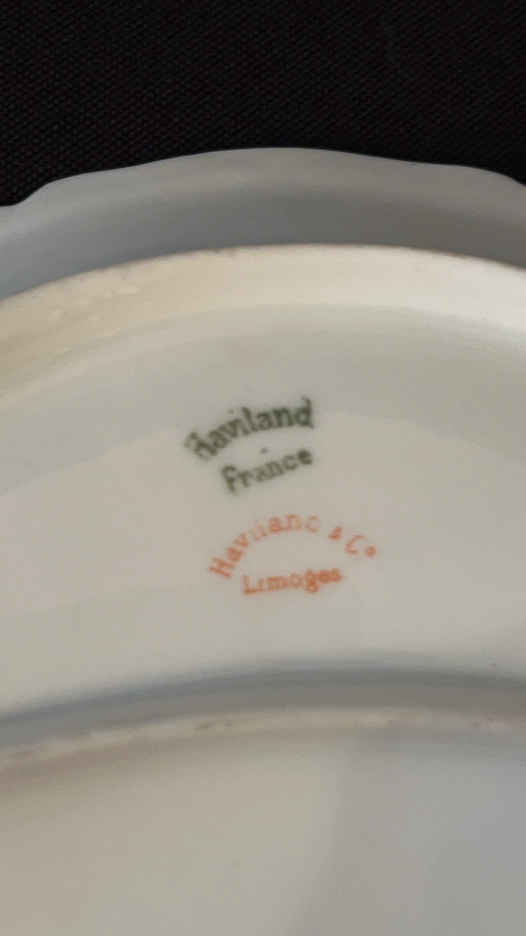 Haviland
France
Haviland & Co
Limoges